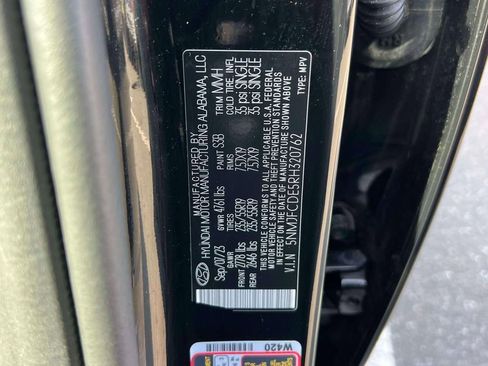 MANUFACTURED BY
HYUNDAI MOTOR MANUFACTURING ALABAMA, LLC
Sep/07/23 GVWR 4761 lbs PAINT S3B TRIM MMH
GAWR TIRES RIMS COLD TIRE INFL
FRONT 2778 lbs 235/55R19 7.5JX19 35 psi SINGLE
REAR 2646 lbs 235/55R19 7.5JX19 35 psi SINGLE
THIS VEHICLE CONFORMS TO ALL APPLICABLE U.S.A. FEDERAL
MOTOR VEHICLE SAFETY AND THEFT PREVENTION STANDARDS
IN EFFECT ON THE DATE OF MANUFACTURE SHOWN ABOVE.
V.I.N 5NMJFCDE5RH320762 TYPE: MPV
W420